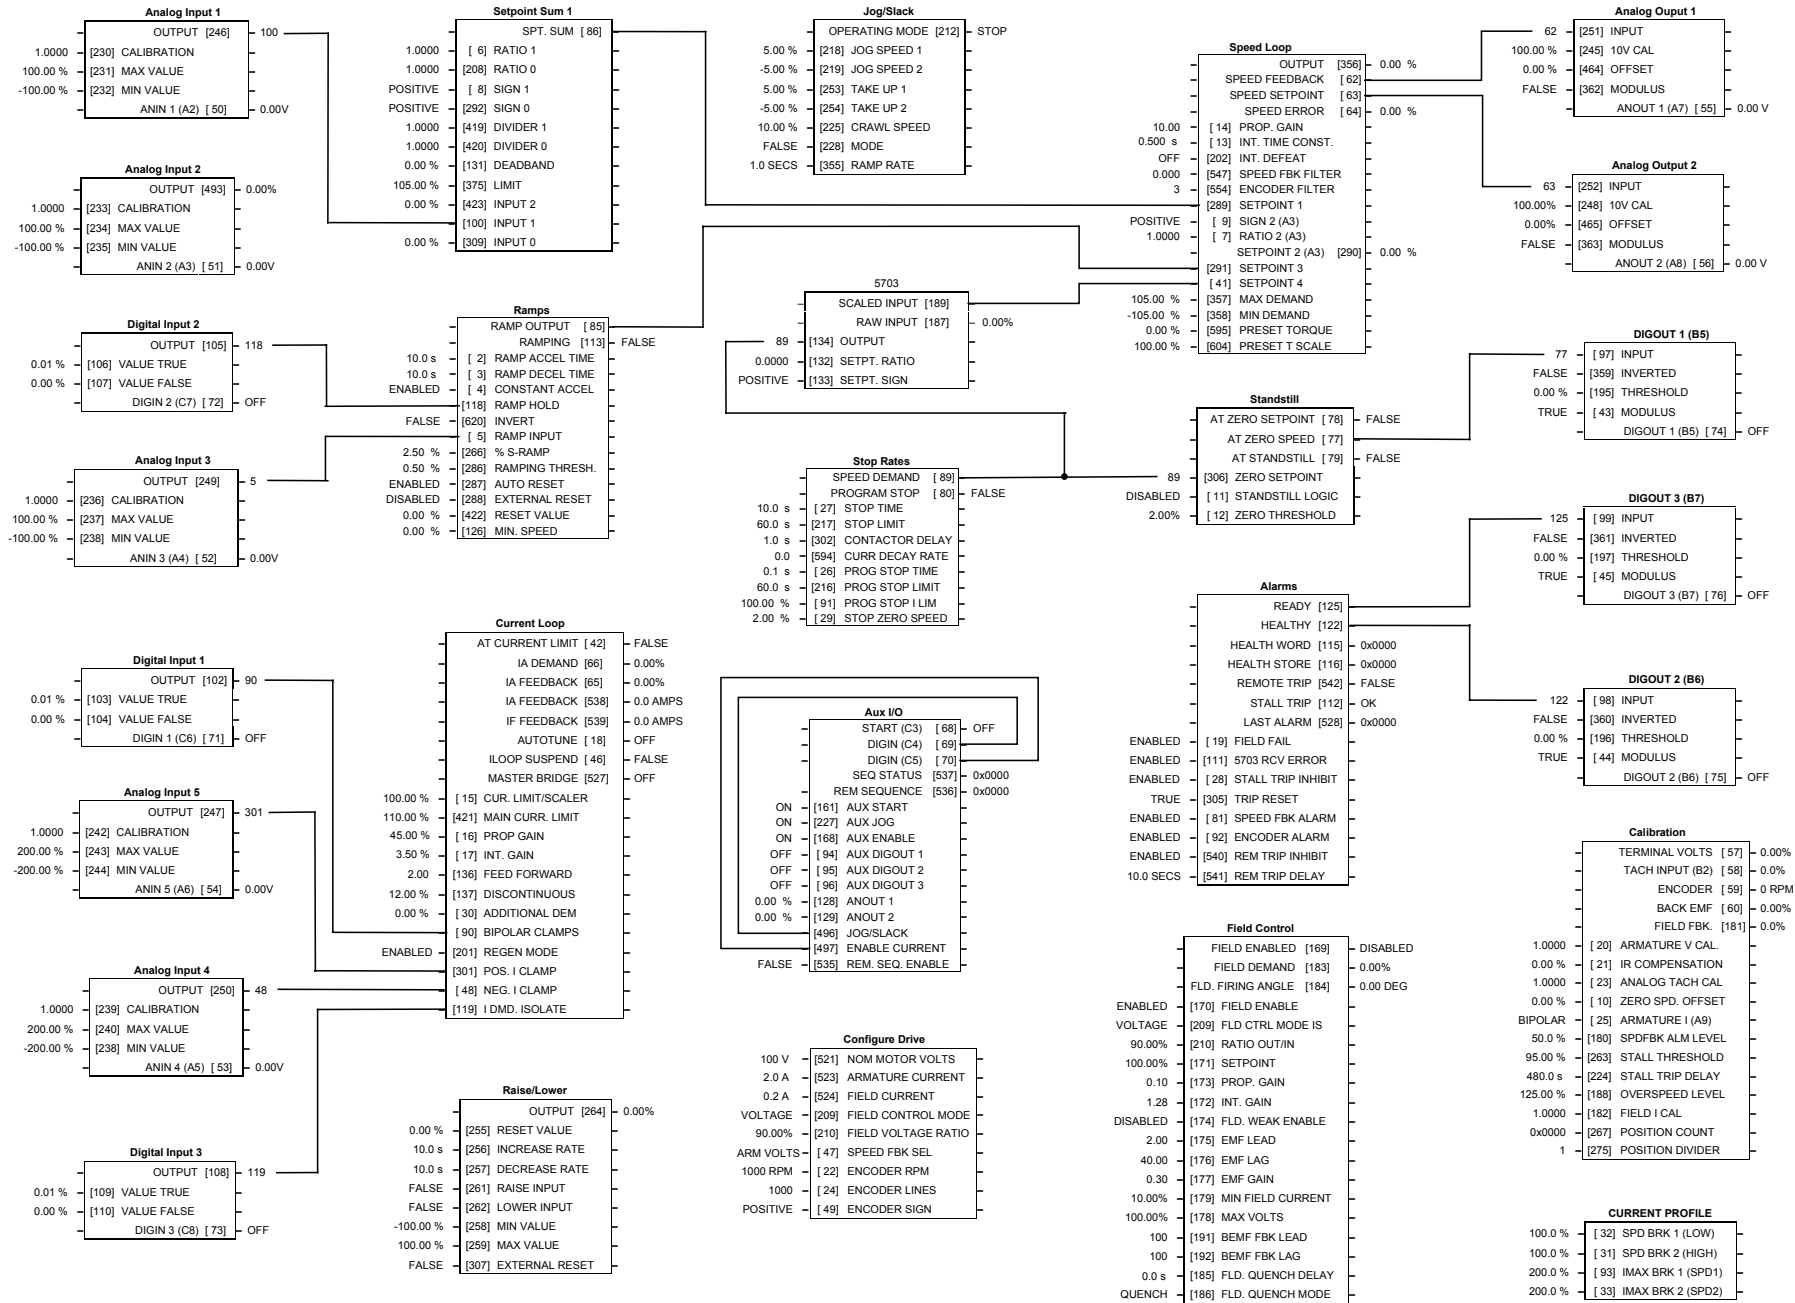 Analog Input 1
OUTPUT [246] 100
1.0000 [230] CALIBRATION
100.00 % [231] MAX VALUE
-100.00 % [232] MIN VALUE
ANIN 1 (A2) [ 50] 0.00V
Analog Input 2
OUTPUT [493] 0.00%
1.0000 [233] CALIBRATION
100.00 % [234] MAX VALUE
-100.00 % [235] MIN VALUE
ANIN 2 (A3) [ 51] 0.00V
Digital Input 2
OUTPUT [105] 118
0.01 % [106] VALUE TRUE
0.00 % [107] VALUE FALSE
DIGIN 2 (C7) [ 72] OFF
Analog Input 3
OUTPUT [249] 5
1.0000 [236] CALIBRATION
100.00 % [237] MAX VALUE
-100.00 % [238] MIN VALUE
ANIN 3 (A4) [ 52] 0.00V
Digital Input 1
OUTPUT [102] 90
0.01 % [103] VALUE TRUE
0.00 % [104] VALUE FALSE
DIGIN 1 (C6) [ 71] OFF
Analog Input 5
OUTPUT [247] 301
1.0000 [242] CALIBRATION
200.00 % [243] MAX VALUE
-200.00 % [244] MIN VALUE
ANIN 5 (A6) [ 54] 0.00V
Analog Input 4
OUTPUT [250] 48
1.0000 [239] CALIBRATION
200.00 % [240] MAX VALUE
-200.00 % [238] MIN VALUE
ANIN 4 (A5) [ 53] 0.00V
Digital Input 3
OUTPUT [108] 119
0.01 % [109] VALUE TRUE
0.00 % [110] VALUE FALSE
DIGIN 3 (C8) [ 73] OFF
Setpoint Sum 1
SPT. SUM [ 86]
1.0000 [ 6] RATIO 1
1.0000 [208] RATIO 0
POSITIVE [ 8] SIGN 1
POSITIVE [292] SIGN 0
1.0000 [419] DIVIDER 1
1.0000 [420] DIVIDER 0
0.00 % [131] DEADBAND
105.00 % [375] LIMIT
0.00 % [423] INPUT 2
[100] INPUT 1
0.00 % [309] INPUT 0
Ramps
RAMP OUTPUT [ 85]
RAMPING [113] FALSE
10.0 s [ 2] RAMP ACCEL TIME
10.0 s [ 3] RAMP DECEL TIME
ENABLED [ 4] CONSTANT ACCEL
[118] RAMP HOLD
FALSE [620] INVERT
[ 5] RAMP INPUT
2.50 % [266] % S-RAMP
0.50 % [286] RAMPING THRESH.
ENABLED [287] AUTO RESET
DISABLED [288] EXTERNAL RESET
0.00 % [422] RESET VALUE
0.00 % [126] MIN. SPEED
Current Loop
AT CURRENT LIMIT [ 42] FALSE
IA DEMAND [66] 0.00%
IA FEEDBACK [65] 0.00%
IA FEEDBACK [538] 0.0 AMPS
IF FEEDBACK [539] 0.0 AMPS
AUTOTUNE [ 18] OFF
ILOOP SUSPEND [ 46] FALSE
MASTER BRIDGE [527] OFF
100.00 % [ 15] CUR. LIMIT/SCALER
110.00 % [421] MAIN CURR. LIMIT
45.00 % [ 16] PROP GAIN
3.50 % [ 17] INT. GAIN
2.00 [136] FEED FORWARD
12.00 % [137] DISCONTINUOUS
0.00 % [ 30] ADDITIONAL DEM
[ 90] BIPOLAR CLAMPS
ENABLED [201] REGEN MODE
[301] POS. I CLAMP
[ 48] NEG. I CLAMP
[119] I DMD. ISOLATE
Raise/Lower
OUTPUT [264] 0.00%
0.00 % [255] RESET VALUE
10.0 s [256] INCREASE RATE
10.0 s [257] DECREASE RATE
FALSE [261] RAISE INPUT
FALSE [262] LOWER INPUT
-100.00 % [258] MIN VALUE
100.00 % [259] MAX VALUE
FALSE [307] EXTERNAL RESET
Jog/Slack
OPERATING MODE [212] STOP
5.00 % [218] JOG SPEED 1
-5.00 % [219] JOG SPEED 2
5.00 % [253] TAKE UP 1
-5.00 % [254] TAKE UP 2
10.00 % [225] CRAWL SPEED
FALSE [228] MODE
1.0 SECS [355] RAMP RATE
5703
SCALED INPUT [189]
RAW INPUT [187] 0.00%
89 [134] OUTPUT
0.0000 [132] SETPT. RATIO
POSITIVE [133] SETPT. SIGN
Stop Rates
SPEED DEMAND [ 89]
PROGRAM STOP [ 80] FALSE
10.0 s [ 27] STOP TIME
60.0 s [217] STOP LIMIT
1.0 s [302] CONTACTOR DELAY
0.0 [594] CURR DECAY RATE
0.1 s [ 26] PROG STOP TIME
60.0 s [216] PROG STOP LIMIT
100.00 % [ 91] PROG STOP I LIM
2.00 % [ 29] STOP ZERO SPEED
Aux I/O
START (C3) [ 68] OFF
DIGIN (C4) [ 69]
DIGIN (C5) [ 70]
SEQ STATUS [537] 0x0000
REM SEQUENCE [536] 0x0000
ON [161] AUX START
ON [227] AUX JOG
ON [168] AUX ENABLE
OFF [ 94] AUX DIGOUT 1
OFF [ 95] AUX DIGOUT 2
OFF [ 96] AUX DIGOUT 3
0.00 % [128] ANOUT 1
0.00 % [129] ANOUT 2
[496] JOG/SLACK
[497] ENABLE CURRENT
FALSE [535] REM. SEQ. ENABLE
Configure Drive
100 V [521] NOM MOTOR VOLTS
2.0 A [523] ARMATURE CURRENT
0.2 A [524] FIELD CURRENT
VOLTAGE [209] FIELD CONTROL MODE
90.00% [210] FIELD VOLTAGE RATIO
ARM VOLTS [ 47] SPEED FBK SEL
1000 RPM [ 22] ENCODER RPM
1000 [ 24] ENCODER LINES
POSITIVE [ 49] ENCODER SIGN
Speed Loop
OUTPUT [356] 0.00 %
SPEED FEEDBACK [ 62]
SPEED SETPOINT [ 63]
SPEED ERROR [ 64] 0.00 %
10.00 [ 14] PROP. GAIN
0.500 s [ 13] INT. TIME CONST.
OFF [202] INT. DEFEAT
0.000 [547] SPEED FBK FILTER
3 [554] ENCODER FILTER
[289] SETPOINT 1
POSITIVE [ 9] SIGN 2 (A3)
1.0000 [ 7] RATIO 2 (A3)
SETPOINT 2 (A3) [290] 0.00 %
[291] SETPOINT 3
[ 41] SETPOINT 4
105.00 % [357] MAX DEMAND
-105.00 % [358] MIN DEMAND
0.00 % [595] PRESET TORQUE
100.00 % [604] PRESET T SCALE
Standstill
AT ZERO SETPOINT [ 78] FALSE
AT ZERO SPEED [ 77]
AT STANDSTILL [ 79] FALSE
89 [306] ZERO SETPOINT
DISABLED [ 11] STANDSTILL LOGIC
2.00% [ 12] ZERO THRESHOLD
Alarms
READY [125]
HEALTHY [122]
HEALTH WORD [115] 0x0000
HEALTH STORE [116] 0x0000
REMOTE TRIP [542] FALSE
STALL TRIP [112] OK
LAST ALARM [528] 0x0000
ENABLED [ 19] FIELD FAIL
ENABLED [111] 5703 RCV ERROR
ENABLED [ 28] STALL TRIP INHIBIT
TRUE [305] TRIP RESET
ENABLED [ 81] SPEED FBK ALARM
ENABLED [ 92] ENCODER ALARM
ENABLED [540] REM TRIP INHIBIT
10.0 SECS [541] REM TRIP DELAY
Field Control
FIELD ENABLED [169] DISABLED
FIELD DEMAND [183] 0.00%
FLD. FIRING ANGLE [184] 0.00 DEG
ENABLED [170] FIELD ENABLE
VOLTAGE [209] FLD CTRL MODE IS
90.00% [210] RATIO OUT/IN
100.00% [171] SETPOINT
0.10 [173] PROP. GAIN
1.28 [172] INT. GAIN
DISABLED [174] FLD. WEAK ENABLE
2.00 [175] EMF LEAD
40.00 [176] EMF LAG
0.30 [177] EMF GAIN
10.00% [179] MIN FIELD CURRENT
100.00% [178] MAX VOLTS
100 [191] BEMF FBK LEAD
100 [192] BEMF FBK LAG
0.0 s [185] FLD. QUENCH DELAY
QUENCH [186] FLD. QUENCH MODE
Analog Ouput 1
62 [251] INPUT
100.00 % [245] 10V CAL
0.00 % [464] OFFSET
FALSE [362] MODULUS
ANOUT 1 (A7) [ 55] 0.00 V
Analog Output 2
63 [252] INPUT
100.00% [248] 10V CAL
0.00% [465] OFFSET
FALSE [363] MODULUS
ANOUT 2 (A8) [ 56] 0.00 V
DIGOUT 1 (B5)
77 [ 97] INPUT
FALSE [359] INVERTED
0.00 % [195] THRESHOLD
TRUE [ 43] MODULUS
DIGOUT 1 (B5) [ 74] OFF
DIGOUT 3 (B7)
125 [ 99] INPUT
FALSE [361] INVERTED
0.00 % [197] THRESHOLD
TRUE [ 45] MODULUS
DIGOUT 3 (B7) [ 76] OFF
DIGOUT 2 (B6)
122 [ 98] INPUT
FALSE [360] INVERTED
0.00 % [196] THRESHOLD
TRUE [ 44] MODULUS
DIGOUT 2 (B6) [ 75] OFF
Calibration
TERMINAL VOLTS [ 57] 0.00%
TACH INPUT (B2) [ 58] 0.0%
ENCODER [ 59] 0 RPM
BACK EMF [ 60] 0.00%
FIELD FBK. [181] 0.0%
1.0000 [ 20] ARMATURE V CAL.
0.00 % [ 21] IR COMPENSATION
1.0000 [ 23] ANALOG TACH CAL
0.00 % [ 10] ZERO SPD. OFFSET
BIPOLAR [ 25] ARMATURE I (A9)
50.0 % [180] SPDFBK ALM LEVEL
95.00 % [263] STALL THRESHOLD
480.0 s [224] STALL TRIP DELAY
125.00 % [188] OVERSPEED LEVEL
1.0000 [182] FIELD I CAL
0x0000 [267] POSITION COUNT
1 [275] POSITION DIVIDER
CURRENT PROFILE
100.0 % [ 32] SPD BRK 1 (LOW)
100.0 % [ 31] SPD BRK 2 (HIGH)
200.0 % [ 93] IMAX BRK 1 (SPD1)
200.0 % [ 33] IMAX BRK 2 (SPD2)